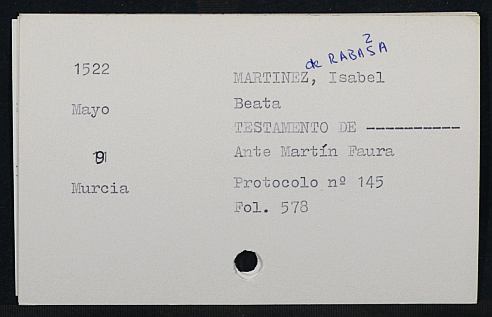 1522
Mayo
9
Murcia
de RABASA
2
MARTINEZ, Isabel
Beata
TESTAMENTO DE ----------
Ante Martín Faura
Protocolo nº 145
Fol. 578